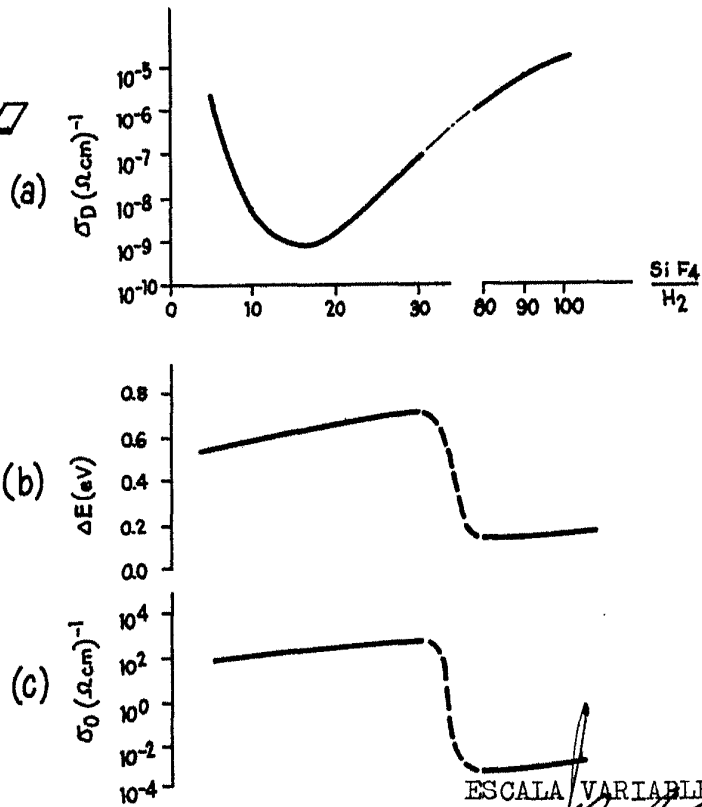 (a)
σ_D (Ωcm)⁻¹
10⁻⁵
10⁻⁶
10⁻⁷
10⁻⁸
10⁻⁹
10⁻¹⁰
0 10 20 30 80 90 100
Si F₄
H₂
(b)
ΔE (eV)
0.8
0.6
0.4
0.2
0.0
(c)
σ₀ (Ωcm)⁻¹
10⁴
10²
10⁰
10⁻²
10⁻⁴
ESCALA VARIABLE